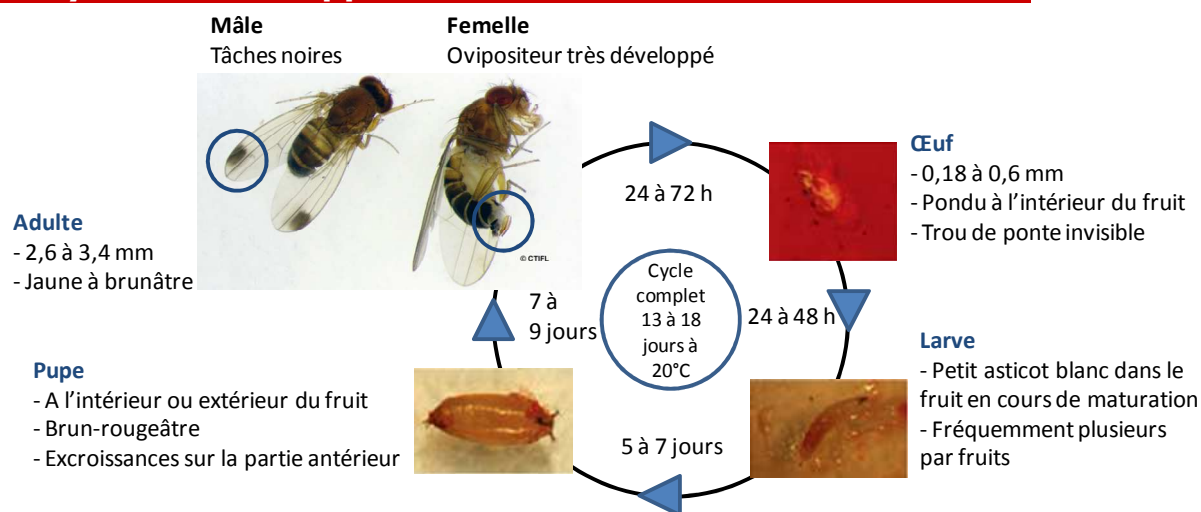 Mâle
Tâches noires
Femelle
Ovipositeur très développé
Adulte
- 2,6 à 3,4 mm
- Jaune à brunâtre
© CTIFL
24 à 72 h
Œuf
- 0,18 à 0,6 mm
- Pondu à l’intérieur du fruit
- Trou de ponte invisible
Cycle
complet
13 à 18
jours à
20°C
24 à 48 h
7 à
9 jours
Larve
- Petit asticot blanc dans le
fruit en cours de maturation
- Fréquemment plusieurs
par fruits
Pupe
- A l’intérieur ou extérieur du fruit
- Brun-rougeâtre
- Excroissances sur la partie antérieur
5 à 7 jours